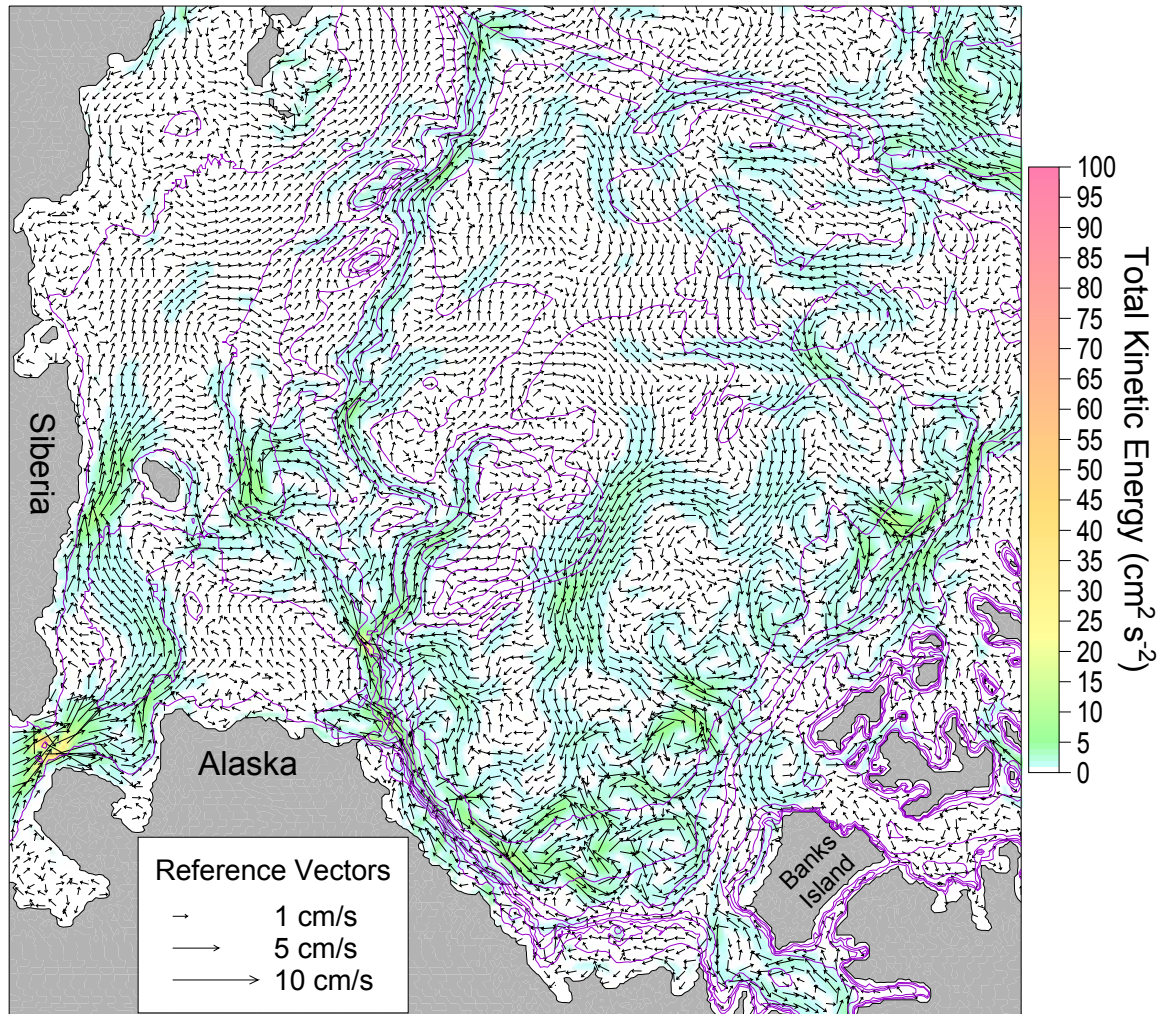 Siberia
Alaska
Banks
Island
Reference Vectors
1 cm/s
5 cm/s
10 cm/s
100
95
90
85
80
75
70
65
60
55
50
45
40
35
30
25
20
15
10
5
0
Total Kinetic Energy (cm² s⁻²)